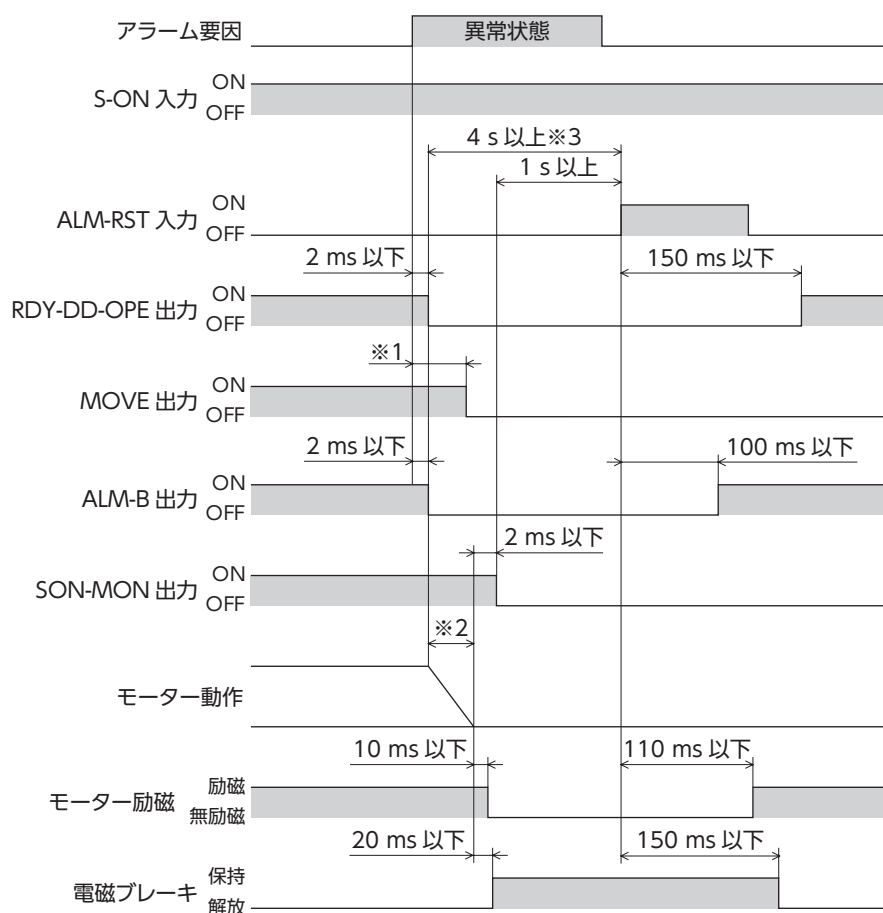 アラーム要因
異常状態
S-ON 入力
ON
OFF
4 s 以上※3
1 s 以上
ALM-RST 入力
ON
OFF
2 ms 以下
150 ms 以下
RDY-DD-OPE 出力
ON
OFF
※1
MOVE 出力
ON
OFF
2 ms 以下
100 ms 以下
ALM-B 出力
ON
OFF
2 ms 以下
SON-MON 出力
ON
OFF
※2
モーター動作
10 ms 以下
110 ms 以下
モーター励磁
励磁
無励磁
20 ms 以下
150 ms 以下
電磁ブレーキ
保持
解放